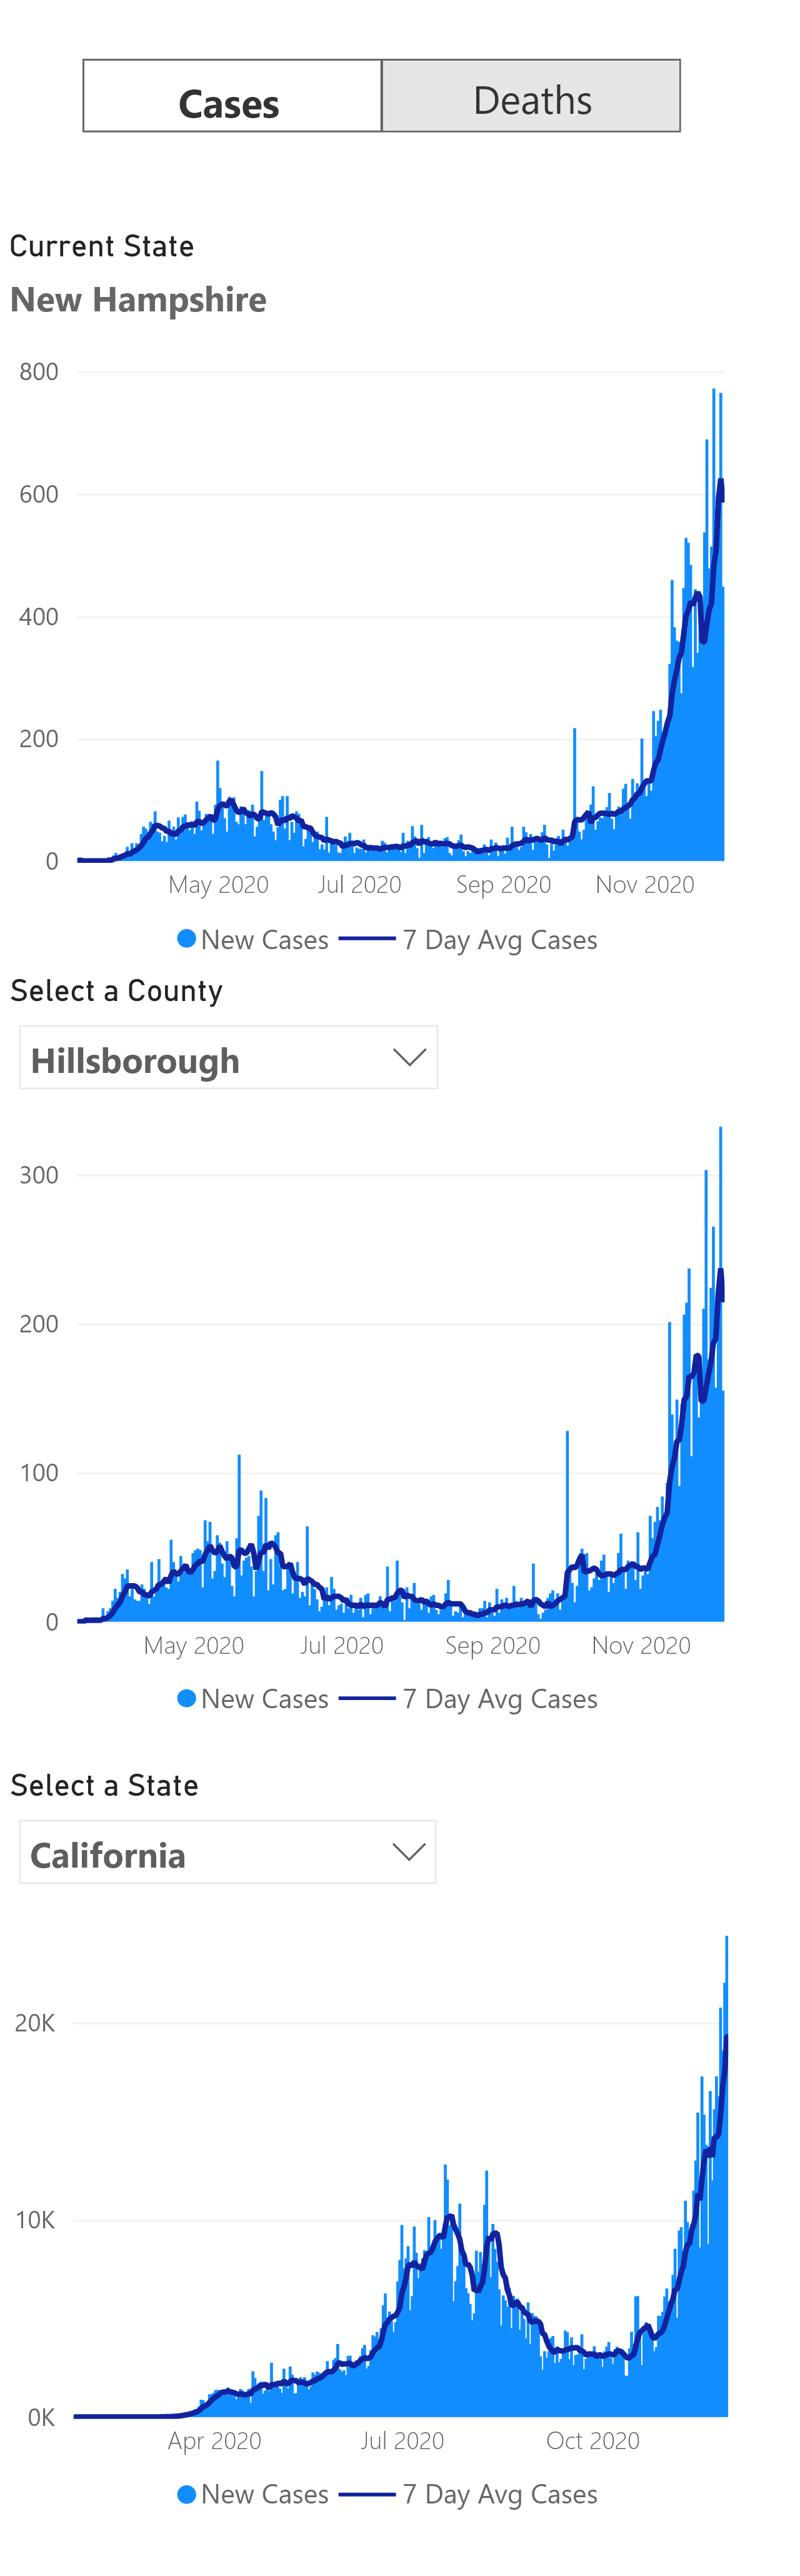 Cases Deaths
Current State
New Hampshire
800
600
400
200
0
May 2020 Jul 2020 Sep 2020 Nov 2020
New Cases 7 Day Avg Cases
Select a County
Hillsborough
300
200
100
0
May 2020 Jul 2020 Sep 2020 Nov 2020
New Cases 7 Day Avg Cases
Select a State
California
20K
10K
0K
Apr 2020 Jul 2020 Oct 2020
New Cases 7 Day Avg Cases